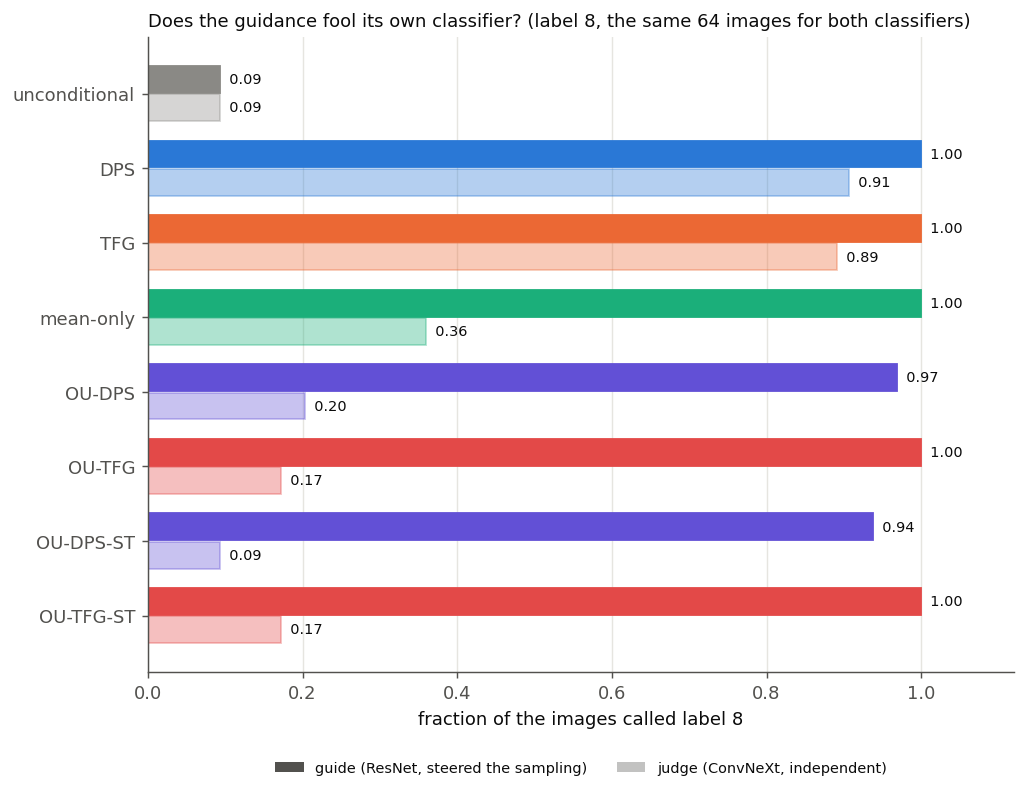 Does the guidance fool its own classifier? (label 8, the same 64 images for both classifiers)
unconditional
0.09
0.09
DPS
1.00
0.91
TFG
1.00
0.89
mean-only
1.00
0.36
OU-DPS
0.97
0.20
OU-TFG
1.00
0.17
OU-DPS-ST
0.94
0.09
OU-TFG-ST
1.00
0.17
0.0 0.2 0.4 0.6 0.8 1.0
fraction of the images called label 8
guide (ResNet, steered the sampling) judge (ConvNeXt, independent)